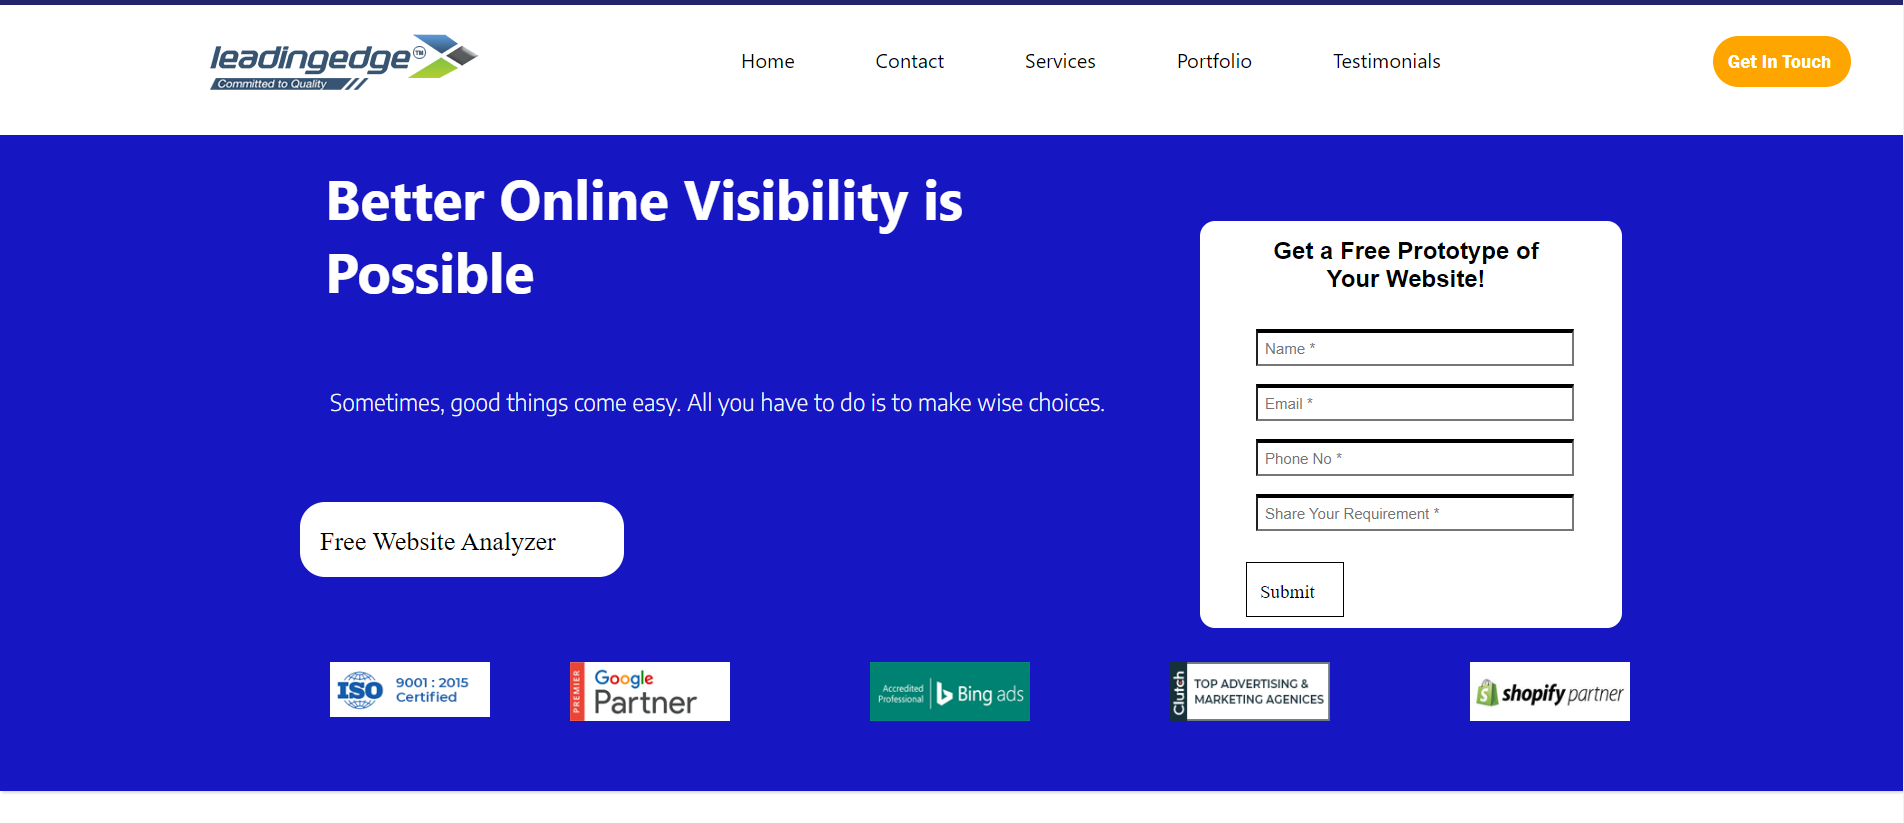 leadingedge™
Committed to Quality
Home Contact Services Portfolio Testimonials
Get In Touch
Better Online Visibility is
Possible
Sometimes, good things come easy. All you have to do is to make wise choices.
Free Website Analyzer
Get a Free Prototype of
Your Website!
Name *
Email *
Phone No *
Share Your Requirement *
Submit
ISO
9001 : 2015
Certified
PREMIER
Google
Partner
Accredited
Professional
Bing ads
Clutch
TOP ADVERTISING &
MARKETING AGENICES
shopify partner